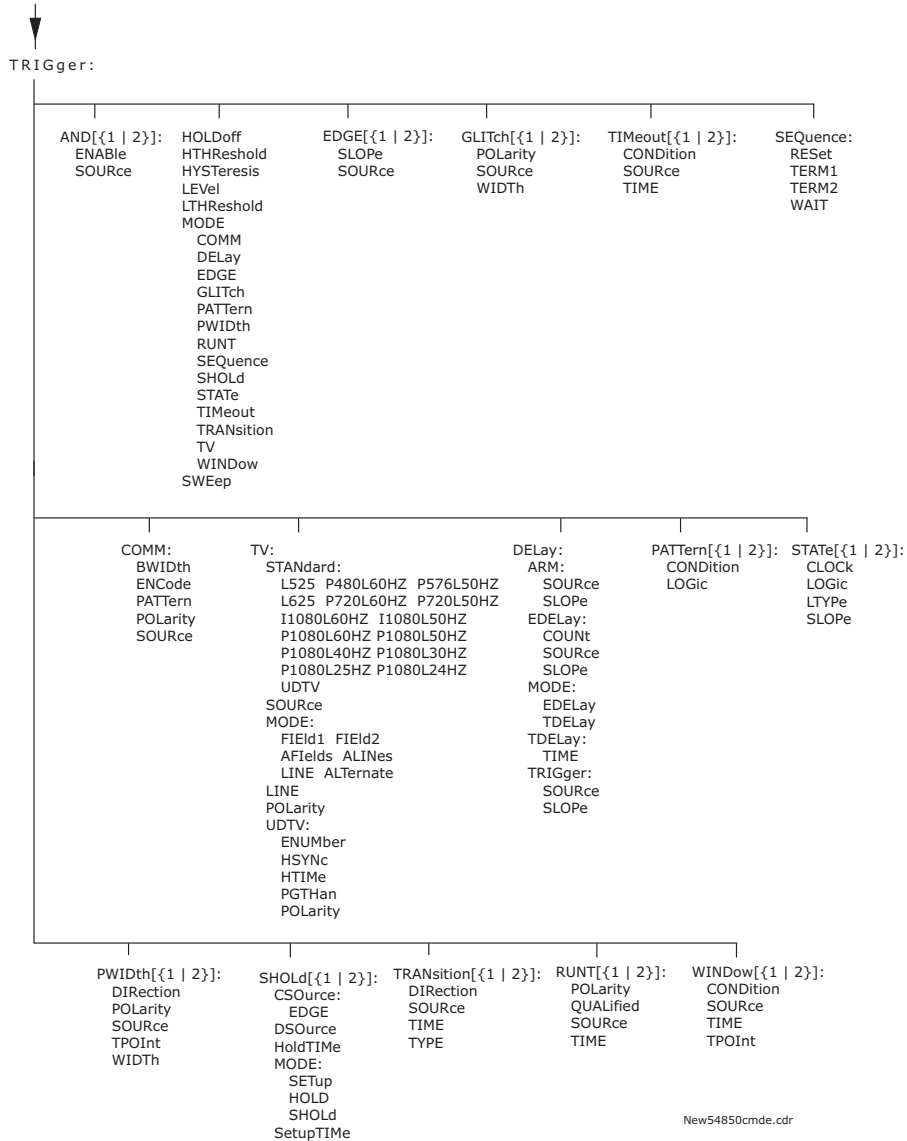 TRIGger:
AND[{1 | 2}]:
ENABle
SOURce
HOLDoff
HTHReshold
HYSTeresis
LEVel
LTHReshold
MODE
COMM
DELay
EDGE
GLITch
PATTern
PWIDth
RUNT
SEQuence
SHOLd
STATe
TIMeout
TRANsition
TV
WINDow
SWEep
EDGE[{1 | 2}]:
SLOPe
SOURce
GLITch[{1 | 2}]:
POLarity
SOURce
WIDTh
TIMeout[{1 | 2}]:
CONDition
SOURce
TIME
SEQuence:
RESet
TERM1
TERM2
WAIT
COMM:
BWIDth
ENCode
PATTern
POLarity
SOURce
TV:
STANdard:
L525 P480L60HZ P576L50HZ
L625 P720L60HZ P720L50HZ
I1080L60HZ I1080L50HZ
P1080L60HZ P1080L50HZ
P1080L40HZ P1080L30HZ
P1080L25HZ P1080L24HZ
UDTV
SOURce
MODE:
FIEld1 FIEld2
AFIelds ALINes
LINE ALTernate
LINE
POLarity
UDTV:
ENUMber
HSYNc
HTIMe
PGTHan
POLarity
DELay:
ARM:
SOURce
SLOPe
EDELay:
COUNt
SOURce
SLOPe
MODE:
EDELay
TDELay
TDELay:
TIME
TRIGger:
SOURce
SLOPe
PATTern[{1 | 2}]:
CONDition
LOGic
STATe[{1 | 2}]:
CLOCk
LOGic
LTYPe
SLOPe
PWIDth[{1 | 2}]:
DIRection
POLarity
SOURce
TPOInt
WIDTh
SHOLd[{1 | 2}]:
CSOurce:
EDGE
DSOurce
HoldTIMe
MODE:
SETup
HOLD
SHOLd
SetupTIMe
TRANsition[{1 | 2}]:
DIRection
SOURce
TIME
TYPE
RUNT[{1 | 2}]:
POLarity
QUALified
SOURce
TIME
WINDow[{1 | 2}]:
CONDition
SOURce
TIME
TPOInt
New54850cmde.cdr